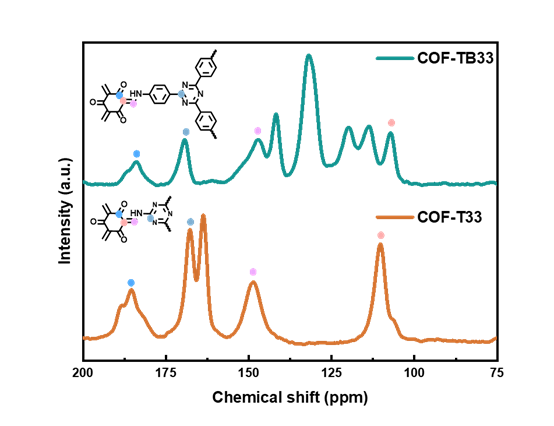 COF-TB33
O
O
HN
N
N
N
O
O
COF-T33
O
O
HN
N
N
N
O
O
Intensity (a.u.)
200 175 150 125 100 75
Chemical shift (ppm)